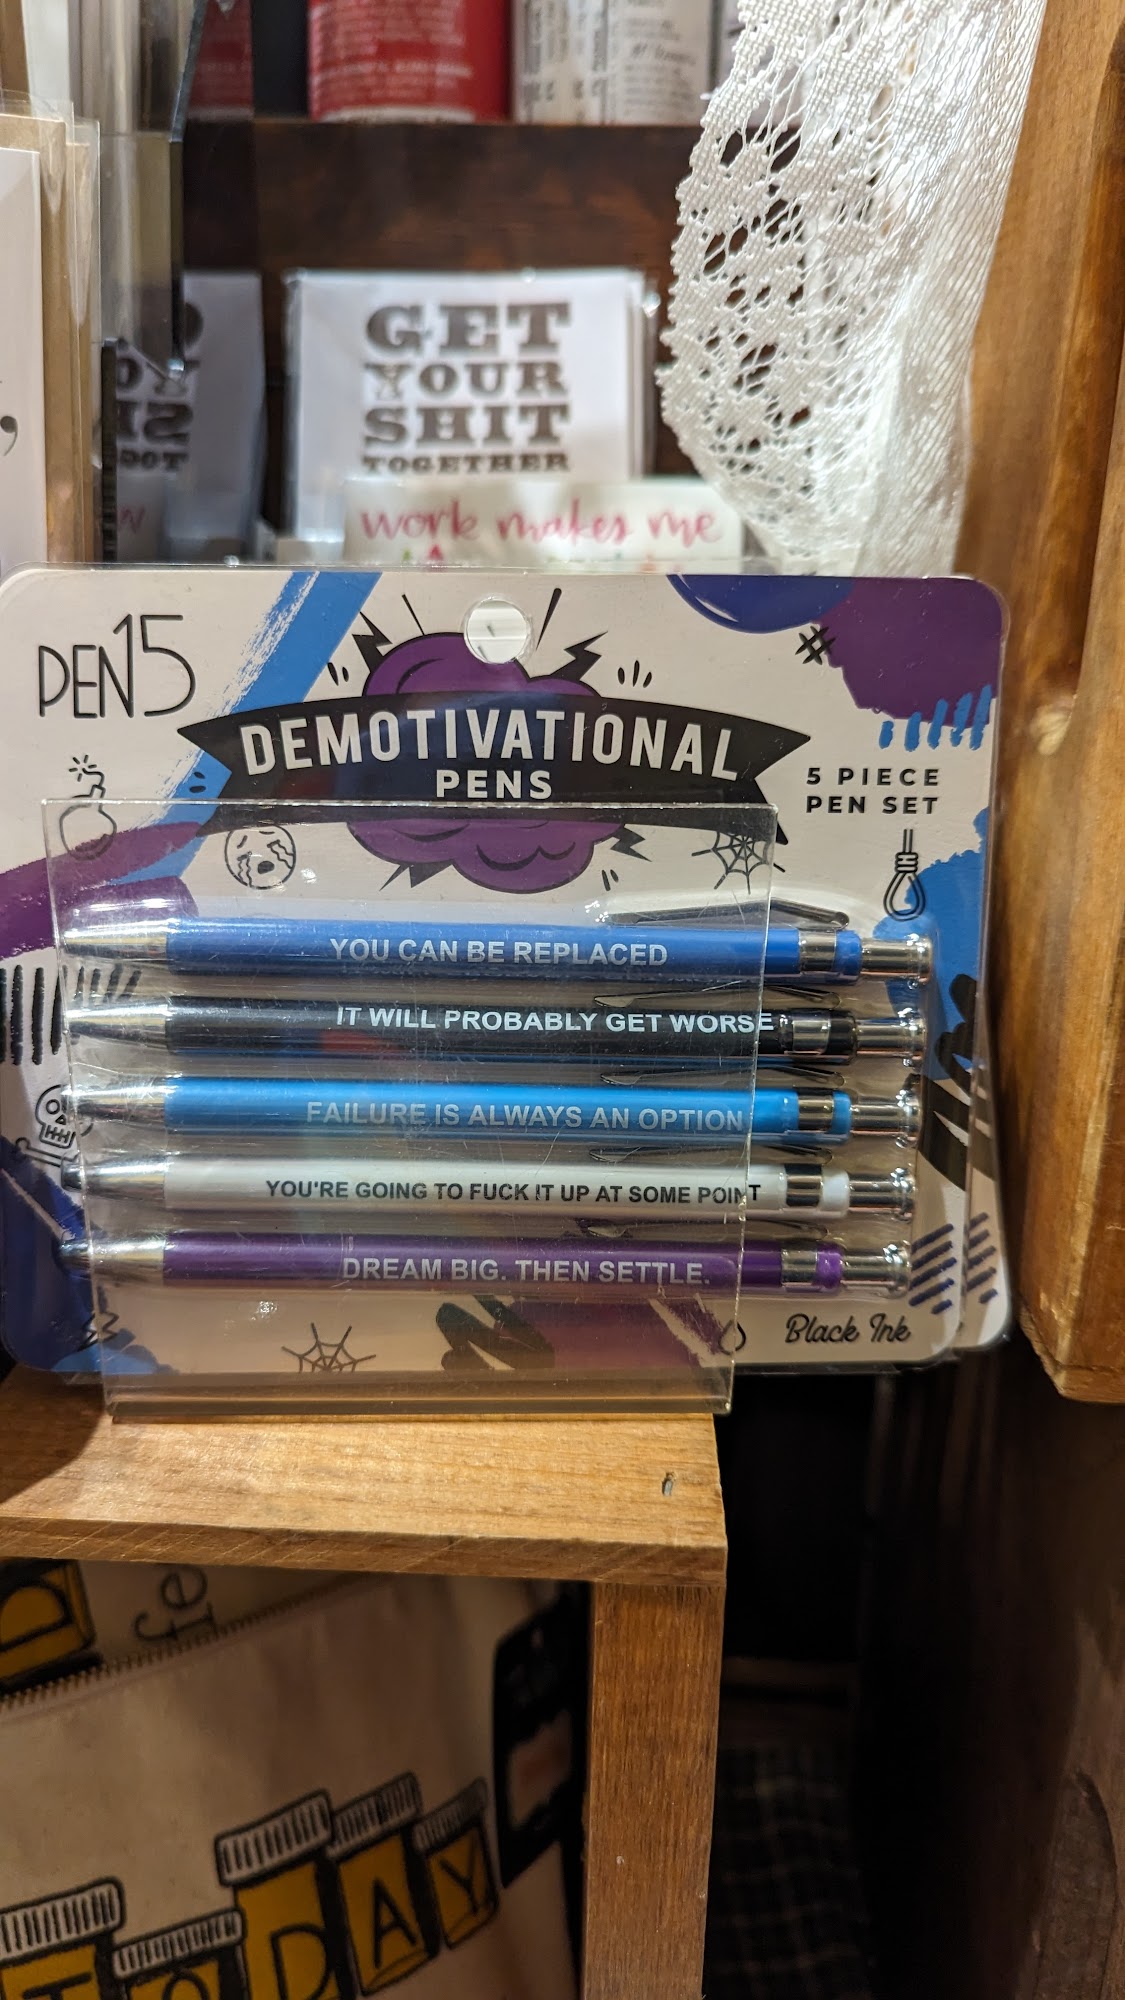 GET
YOUR
SHIT
TOGETHER
work makes me
PEN15
DEMOTIVATIONAL
PENS
5 PIECE
PEN SET
YOU CAN BE REPLACED
IT WILL PROBABLY GET WORSE
FAILURE IS ALWAYS AN OPTION
YOU'RE GOING TO FUCK IT UP AT SOME POINT
DREAM BIG. THEN SETTLE.
Black Ink
TODAY